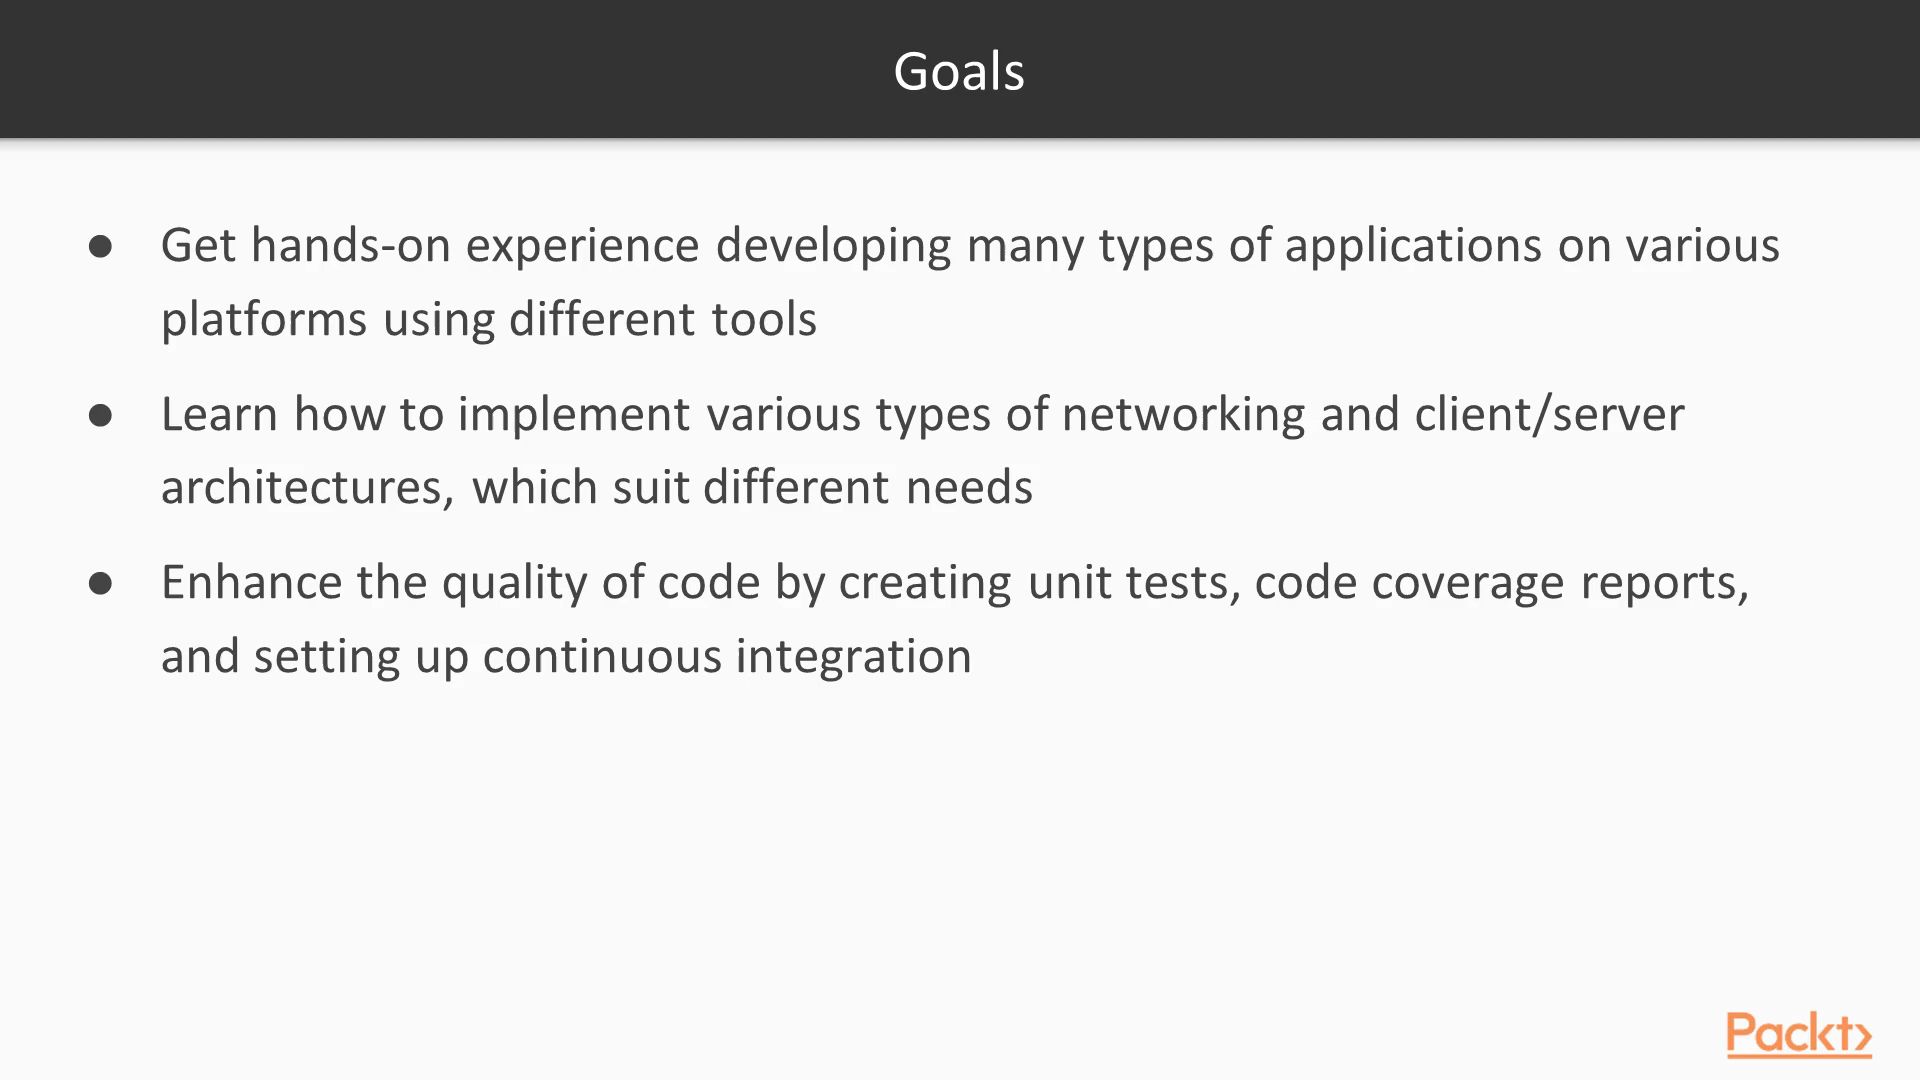 Goals
● Get hands-on experience developing many types of applications on various
platforms using different tools
● Learn how to implement various types of networking and client/server
architectures, which suit different needs
● Enhance the quality of code by creating unit tests, code coverage reports,
and setting up continuous integration
Packt>